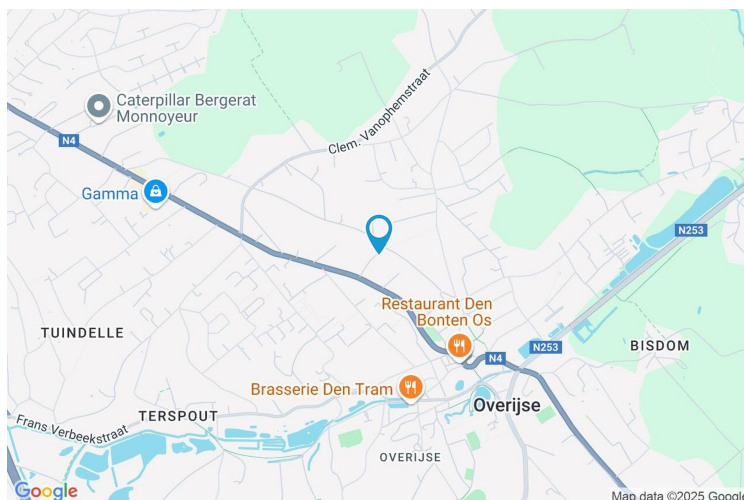 Caterpillar Bergerat
Monnoyeur
Clem. Vanophemstraat
N4
Gamma
N253
Restaurant Den
Bonten Os
TUINDELLE
N253
BISDOM
N4
Brasserie Den Tram
Overijse
TERSPOUT
Frans Verbeekstraat
OVERIJSE
Google
Map data ©2025 Google